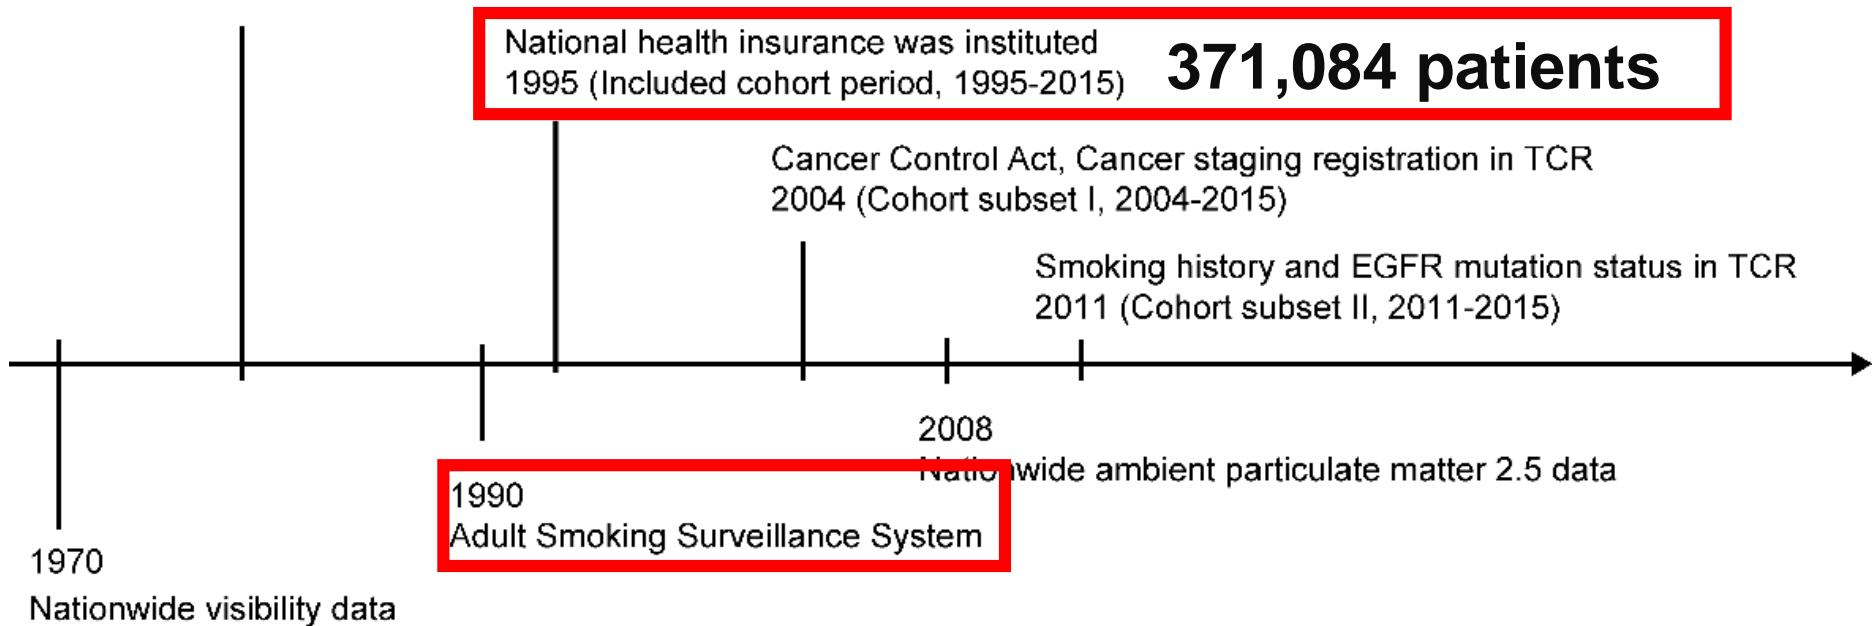 National health insurance was instituted
1995 (Included cohort period, 1995-2015)
371,084 patients
Cancer Control Act, Cancer staging registration in TCR
2004 (Cohort subset I, 2004-2015)
Smoking history and EGFR mutation status in TCR
2011 (Cohort subset II, 2011-2015)
2008
Nationwide ambient particulate matter 2.5 data
1990
Adult Smoking Surveillance System
1970
Nationwide visibility data